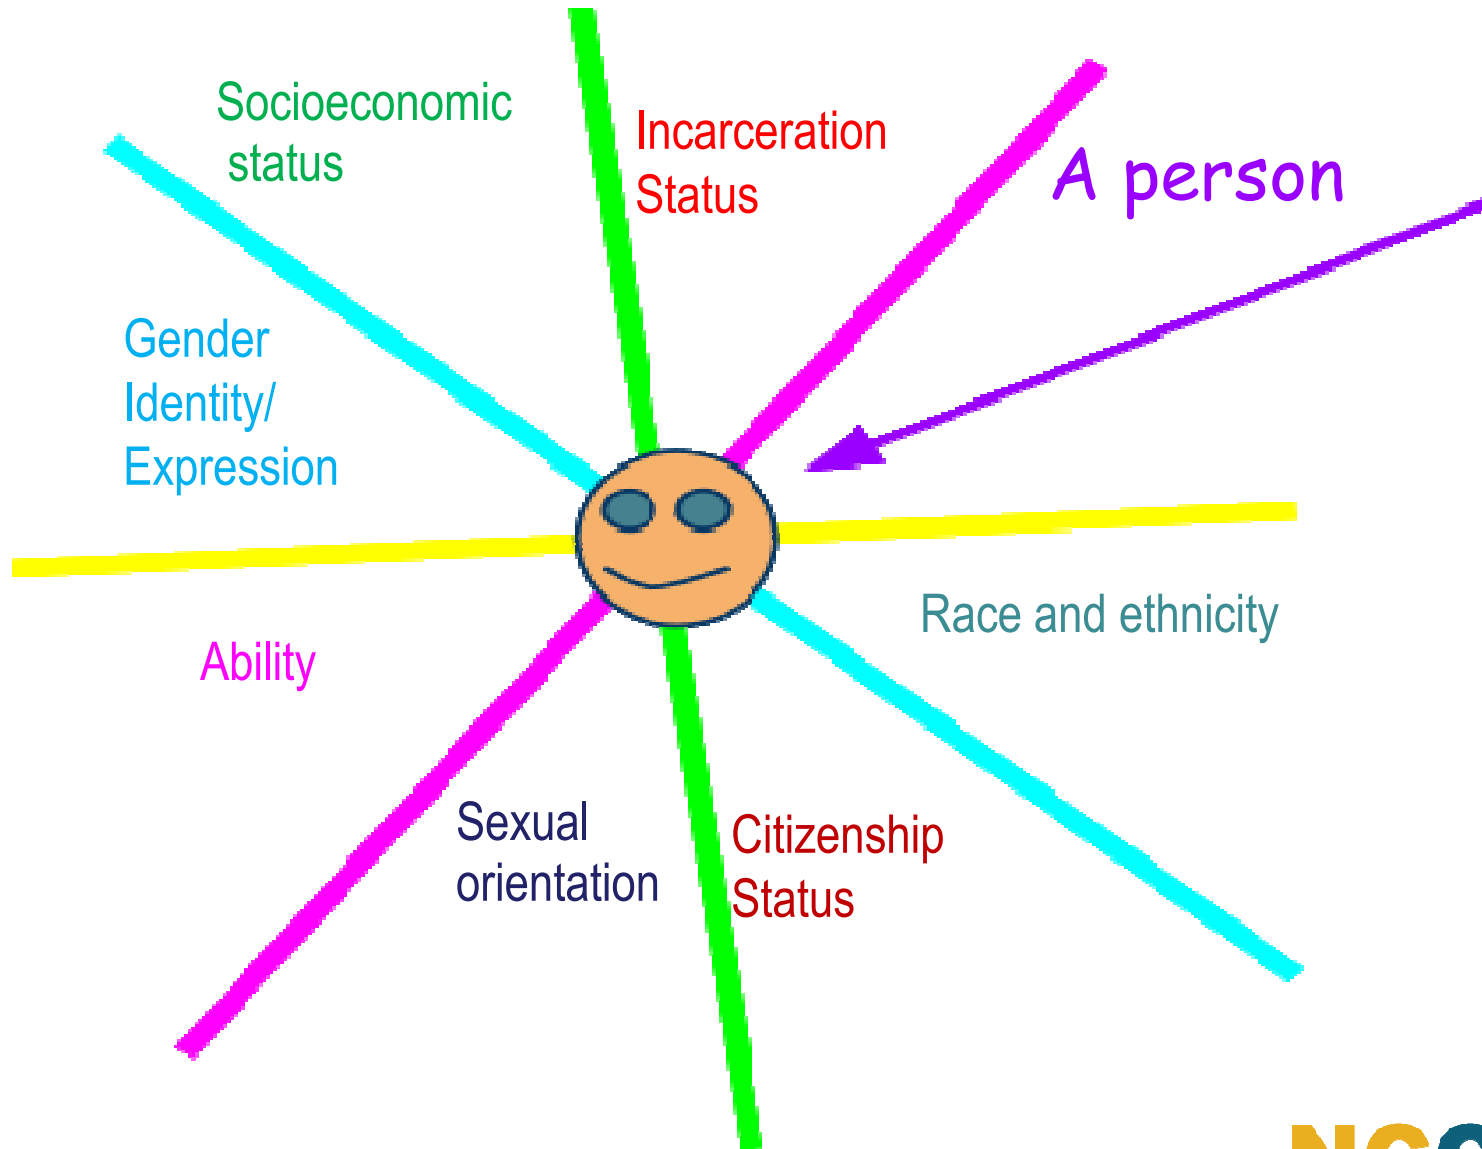 Socioeconomic
status
Incarceration
Status
A person
Gender
Identity/
Expression
Race and ethnicity
Ability
Sexual
orientation
Citizenship
Status